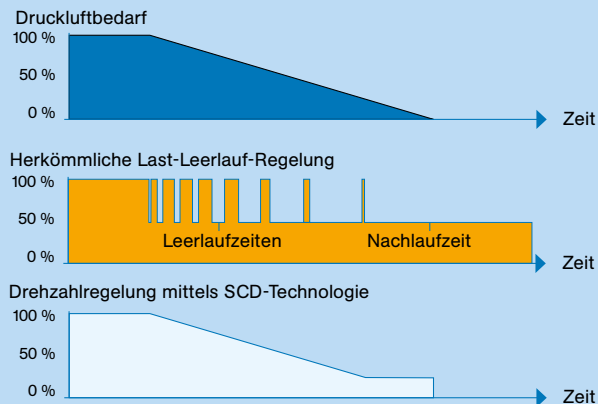 Druckluftbedarf
100 %
50 %
0 %
Zeit
Herkömmliche Last-Leerlauf-Regelung
100 %
50 %
Leerlaufzeiten Nachlaufzeit
0 %
Zeit
Drehzahlregelung mittels SCD-Technologie
100 %
50 %
0 %
Zeit